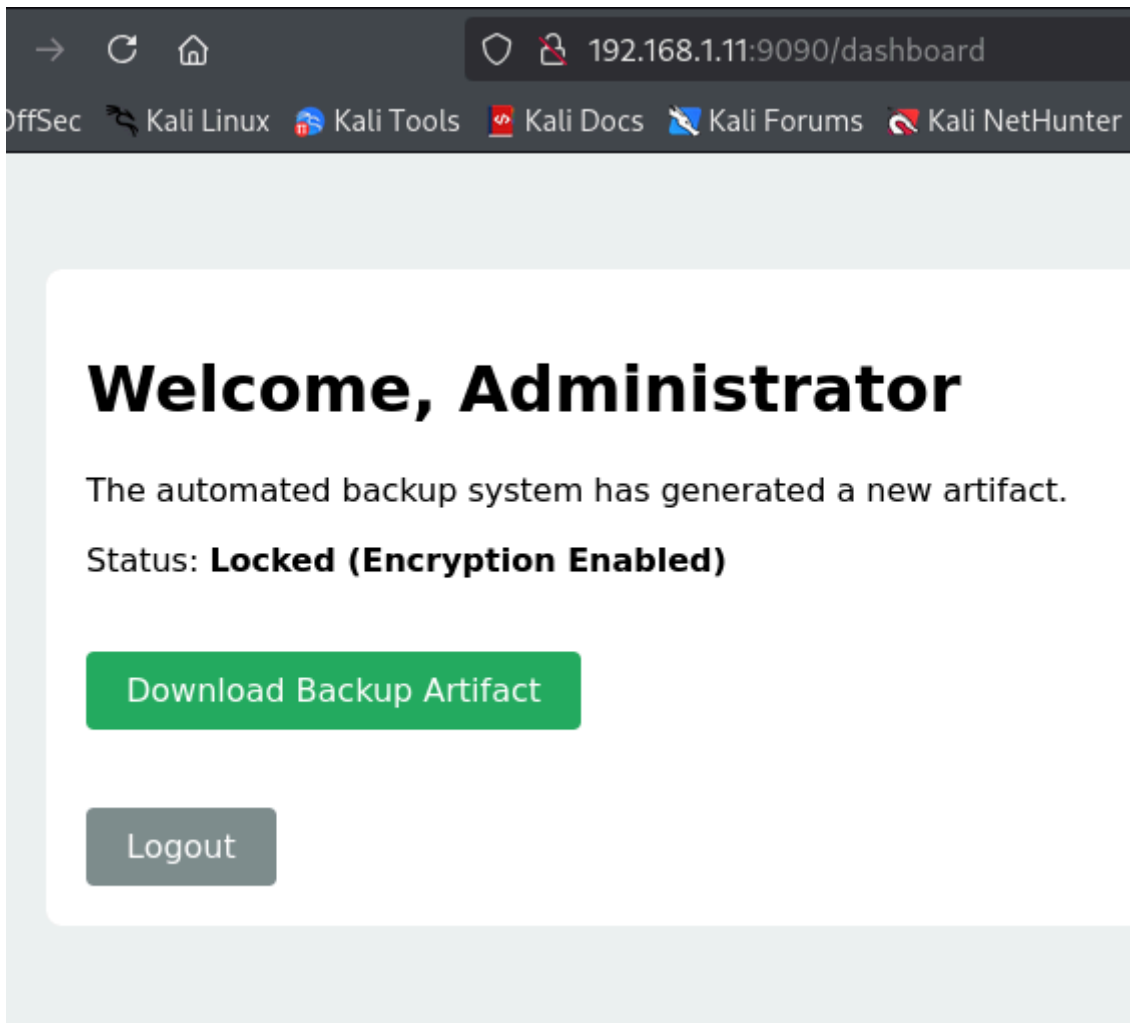 192.168.1.11:9090/dashboard
OffSec Kali Linux Kali Tools Kali Docs Kali Forums Kali NetHunter
Welcome, Administrator
The automated backup system has generated a new artifact.
Status: Locked (Encryption Enabled)
Download Backup Artifact
Logout